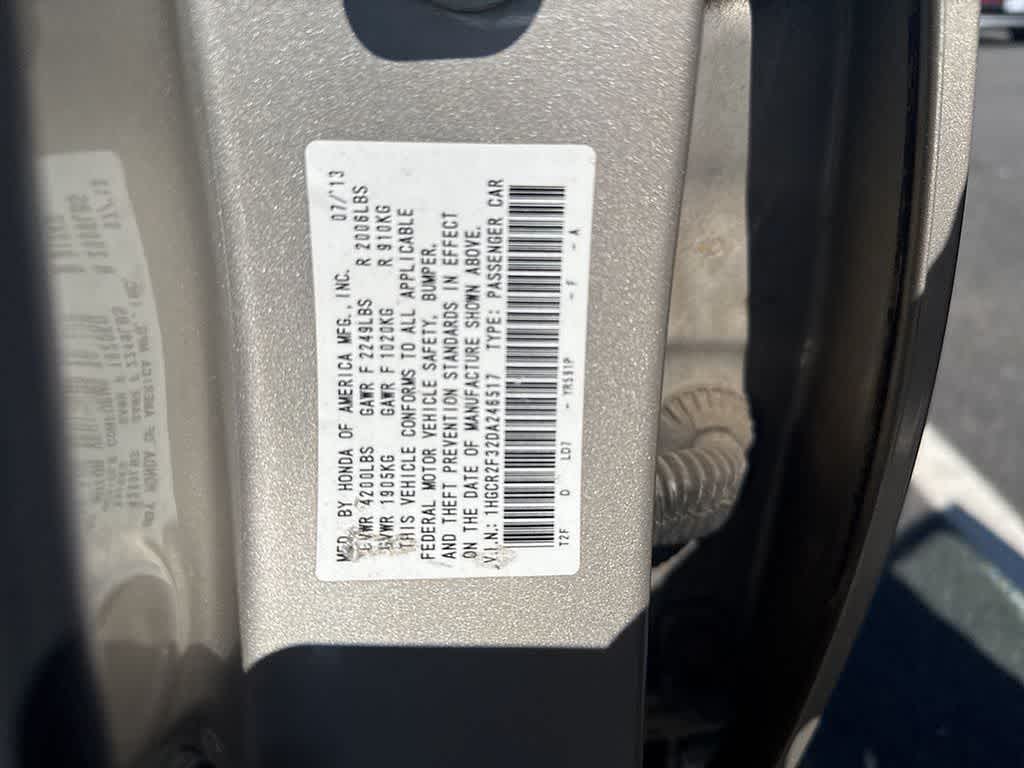 MFD. BY HONDA OF AMERICA MFG., INC. 07/'13
GVWR 4200LBS GAWR F 2249LBS R 2006LBS
GVWR 1905KG GAWR F 1020KG R 910KG
THIS VEHICLE CONFORMS TO ALL APPLICABLE
FEDERAL MOTOR VEHICLE SAFETY, BUMPER,
AND THEFT PREVENTION STANDARDS IN EFFECT
ON THE DATE OF MANUFACTURE SHOWN ABOVE.
V.I.N.: 1HGCR2F32DA246517 TYPE: PASSENGER CAR
T2F D LD7 - YR581P - F - A